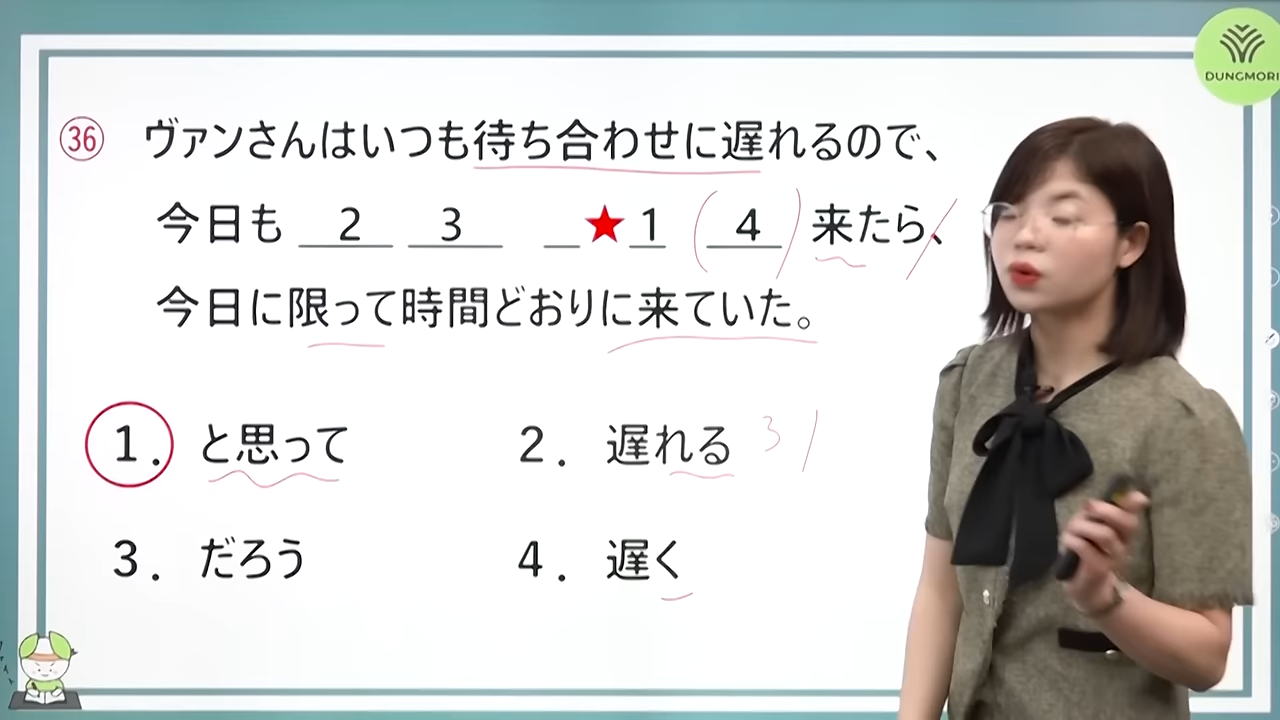 DUNGMORI
36 ヴァンさんはいつも待ち合わせに遅れるので、
今日も 2 3 ★1 ( 4 ) 来たら、
今日に限って時間どおりに来ていた。
1. と思って 2. 遅れる 3 /
3. だろう 4. 遅く